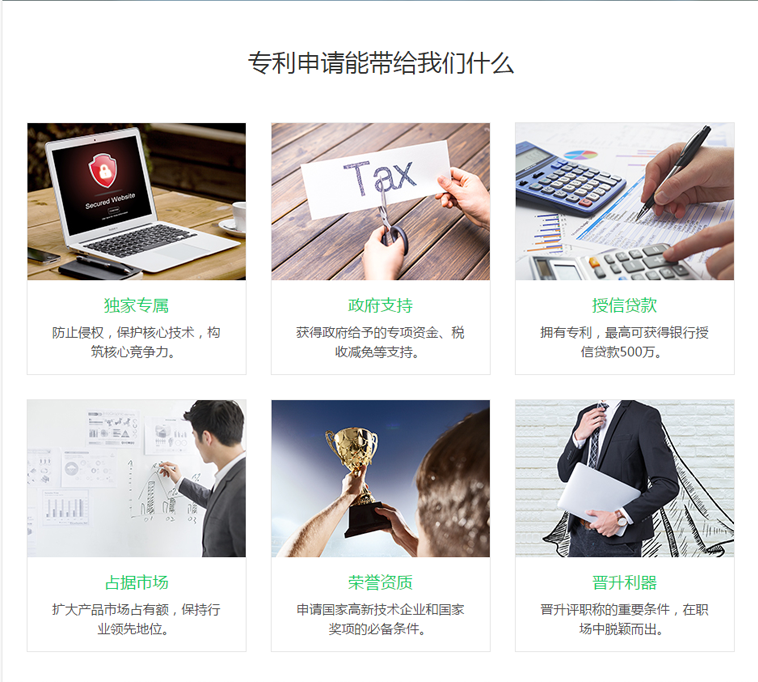 专利申请能带给我们什么
Secured Website
Tax
独家专属
政府支持
授信贷款
防止侵权，保护核心技术，构
筑核心竞争力。
获得政府给予的专项资金、税
收减免等支持。
拥有专利，最高可获得银行授
信贷款500万。
占据市场
荣誉资质
晋升利器
扩大产品市场占有额，保持行
业领先地位。
申请国家高新技术企业和国家
奖项的必备条件。
晋升评职称的重要条件，在职
场中脱颖而出。